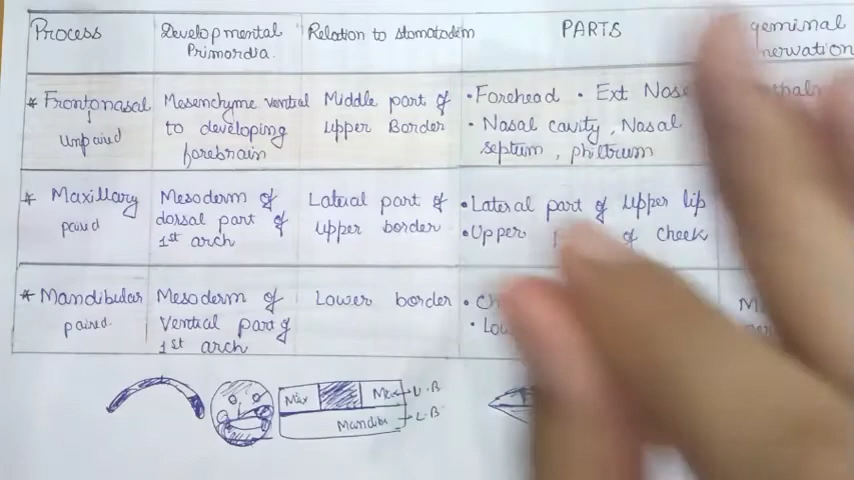 Process
Developmental
Primordia.
Relation to stomatodem
PARTS
geminal
nervation
* Frontonasal
unpaired
Mesenchyme ventral
to developing
forebrain
Middle part of
upper Border
• Forehead • Ext Nose
• Nasal cavity, Nasal
septum, philtrum
* Maxillary
paired
Mesoderm of
dorsal part of
1st arch
Lateral part of
upper border
• Lateral part of upper lip
• Upper of cheek
* Mandibular
paired.
Mesoderm of
Ventral part of
1st arch
Lower border
Max
U.B
Mandibu
L.B